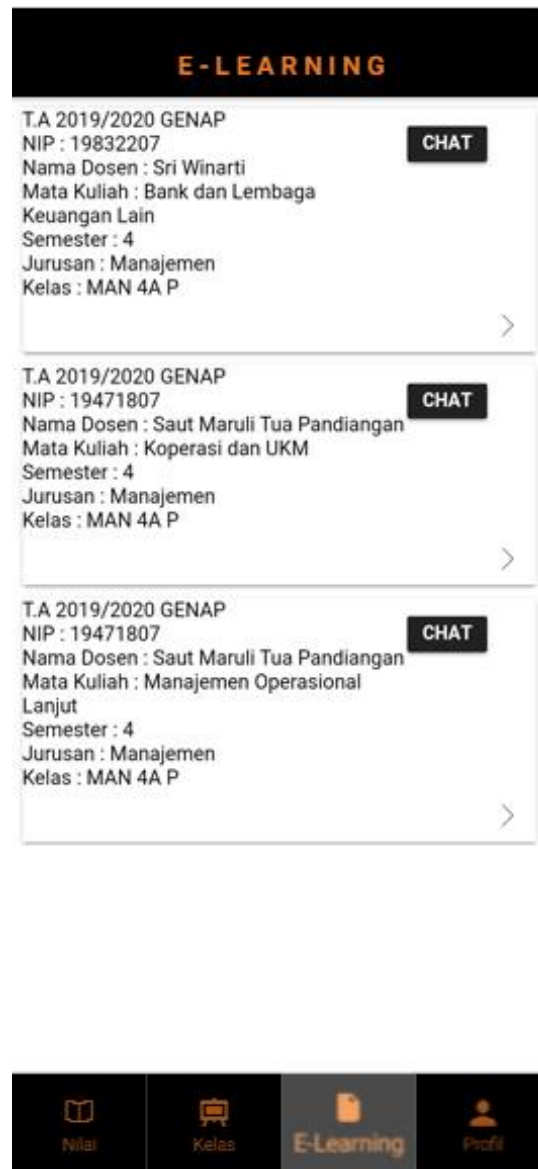 E-LEARNING
T.A 2019/2020 GENAP
NIP : 19832207
CHAT
Nama Dosen : Sri Winarti
Mata Kuliah : Bank dan Lembaga
Keuangan Lain
Semester : 4
Jurusan : Manajemen
Kelas : MAN 4A P
T.A 2019/2020 GENAP
NIP : 19471807
CHAT
Nama Dosen : Saut Maruli Tua Pandiangan
Mata Kuliah : Koperasi dan UKM
Semester : 4
Jurusan : Manajemen
Kelas : MAN 4A P
T.A 2019/2020 GENAP
NIP : 19471807
CHAT
Nama Dosen : Saut Maruli Tua Pandiangan
Mata Kuliah : Manajemen Operasional
Lanjut
Semester : 4
Jurusan : Manajemen
Kelas : MAN 4A P
Nilai
Kelas
E-Learning
Profil